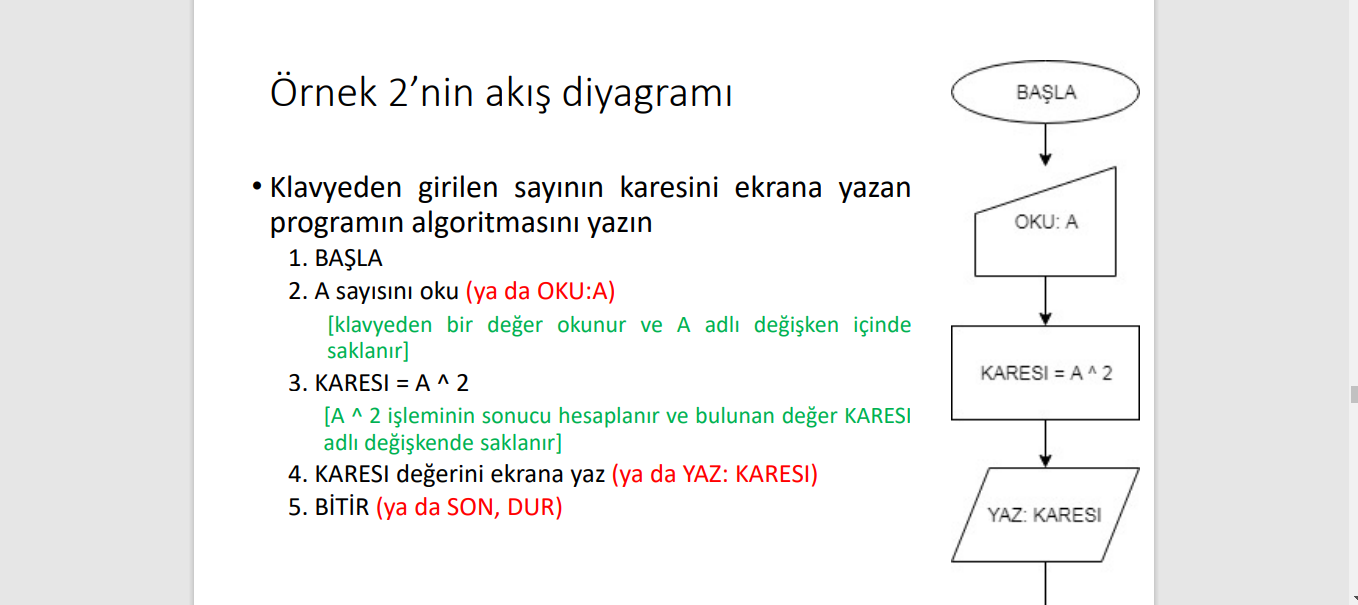 Örnek 2’nin akış diyagramı
• Klavyeden girilen sayının karesini ekrana yazan
programın algoritmasını yazın
1. BAŞLA
2. A sayısını oku (ya da OKU:A)
[klavyeden bir değer okunur ve A adlı değişken içinde
saklanır]
3. KARESI = A ^ 2
[A ^ 2 işleminin sonucu hesaplanır ve bulunan değer KARESI
adlı değişkende saklanır]
4. KARESI değerini ekrana yaz (ya da YAZ: KARESI)
5. BİTİR (ya da SON, DUR)
BAŞLA
OKU: A
KARESI = A ^ 2
YAZ: KARESI